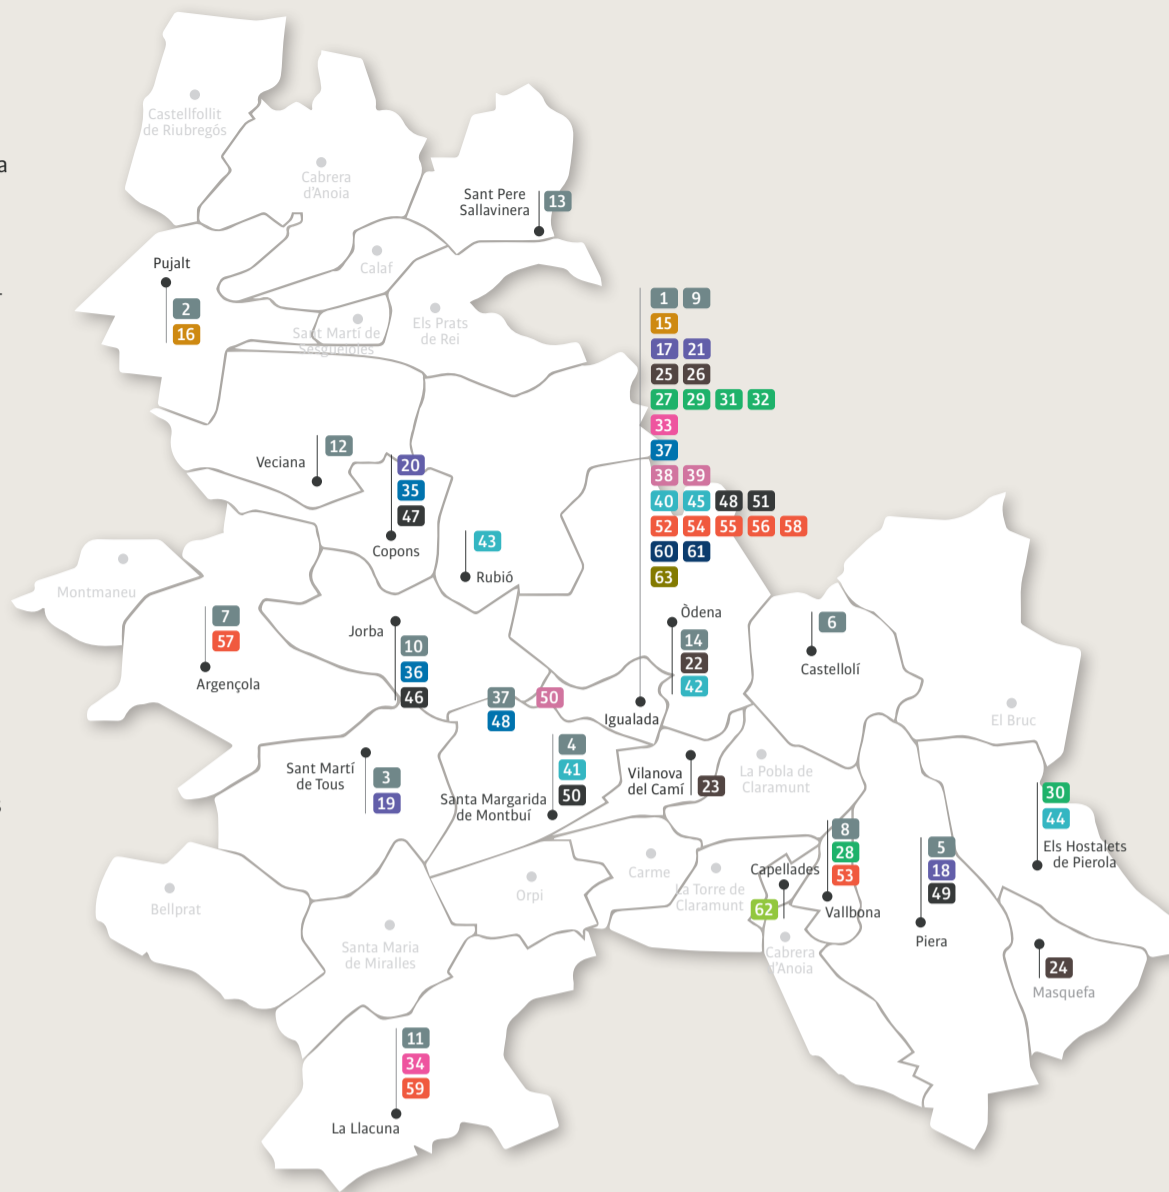 a
Castellfollit
de Riubregós
Cabrera
d'Anoia
Sant Pere
Sallavinera
13
Calaf
Pujalt
2
16
Sant Martí de
Sesgueioles
Els Prats
de Rei
1 9
15
17 21
25 26
27 29 31 32
33
37
38 39
40 45 48 51
52 54 55 56 58
60 61
63
Igualada
Veciana
12
20
35
47
Copons
43
Rubió
Montmaneu
7
57
Argençola
Jorba
10
36
46
Òdena
14
22
42
6
Castellolí
El Bruc
37 50
48
Sant Martí
de Tous
3
19
4
41
50
Santa Margarida
de Montbuí
Vilanova
del Camí
23
La Pobla de
Claramunt
s
30
44
Els Hostalets
de Pierola
8
28
53
Vallbona
5
18
49
Piera
Capellades
62
Carme
La Torre de
Claramunt
Orpi
Bellprat
Santa Maria
de Miralles
Cabrera
d'Anoia
24
Masquefa
11
34
59
La Llacuna